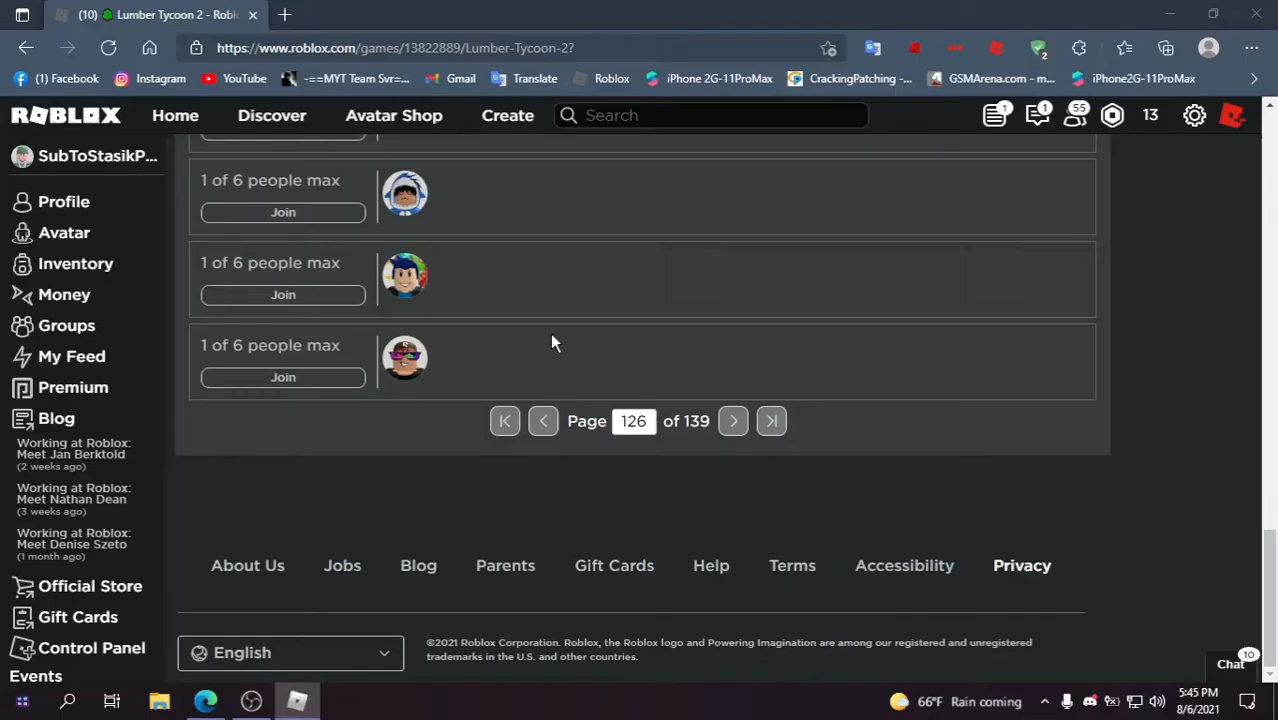 (10) Lumber Tycoon 2 - Robl
https://www.roblox.com/games/13822889/Lumber-Tycoon-2?
2
(1) Facebook
Instagram
YouTube
-==MYT Team Svr=...
Gmail
Translate
Roblox
iPhone 2G-11ProMax
CrackingPatching -...
GSMArena.com - m...
iPhone2G-11ProMax
ROBLOX
Home
Discover
Avatar Shop
Create
Search
1
1
55
13
SubToStasikP...
Profile
Avatar
Inventory
Money
Groups
My Feed
Premium
Blog
Working at Roblox:
Meet Jan Berktold
(2 weeks ago)
Working at Roblox:
Meet Nathan Dean
(3 weeks ago)
Working at Roblox:
Meet Denise Szeto
(1 month ago)
Official Store
Gift Cards
Control Panel
Events
1 of 6 people max
Join
1 of 6 people max
Join
1 of 6 people max
Join
Page 126 of 139
About Us
Jobs
Blog
Parents
Gift Cards
Help
Terms
Accessibility
Privacy
English
©2021 Roblox Corporation. Roblox, the Roblox logo and Powering Imagination are among our registered and unregistered
trademarks in the U.S. and other countries.
Chat
10
66°F Rain coming
5:45 PM
8/6/2021